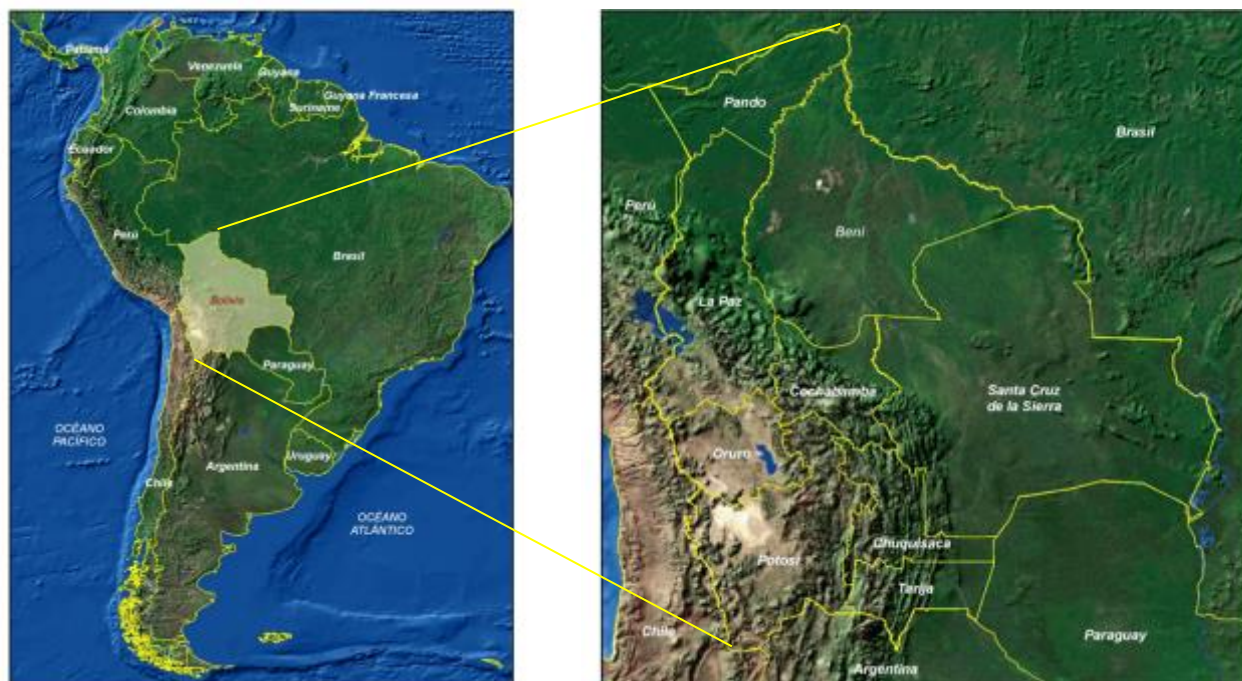 Panamá
Venezuela
Guyana
Guyana Francesa
Suriname
Colombia
Ecuador
Perú
Brasil
Bolivia
Paraguay
OCÉANO
PACÍFICO
Uruguay
Argentina
Chile
OCÉANO
ATLÁNTICO
Pando
Brasil
Perú
Beni
La Paz
Cochabamba
Santa Cruz
de la Sierra
Oruro
Chuquisaca
Potosí
Tarija
Chile
Paraguay
Argentina